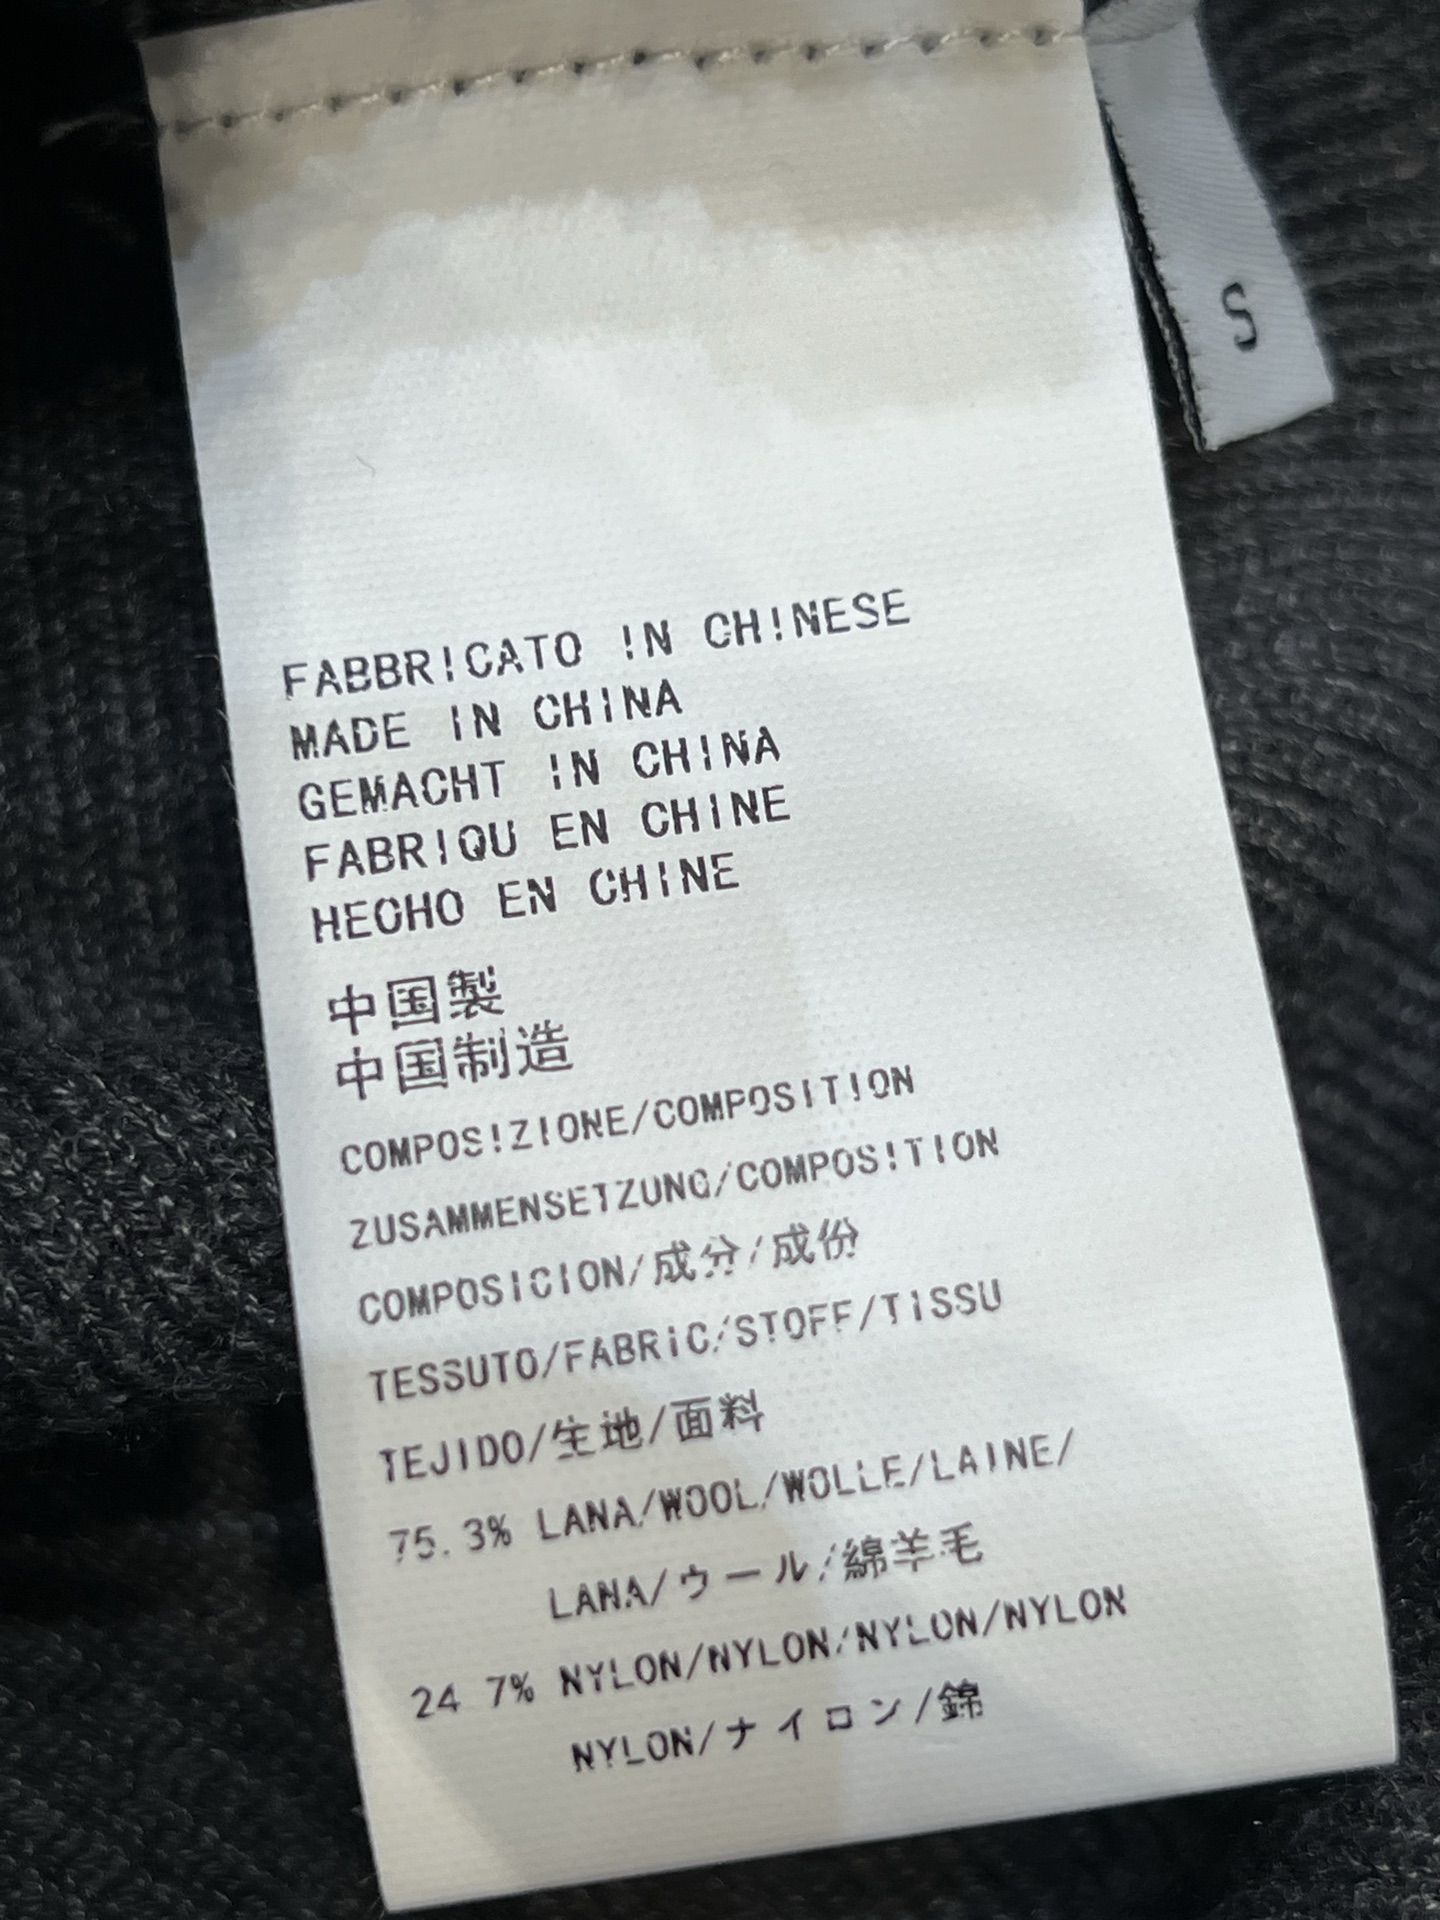 S
FABBRICATO IN CHINESE
MADE IN CHINA
GEMACHT IN CHINA
FABRIQU EN CHINE
HECHO EN CHINE
中国製
中国制造
COMPOSIZIONE/COMPOSITION
ZUSAMMENSETZUNG/COMPOSITION
COMPOSICION/成分/成份
TESSUTO/FABRIC/STOFF/TISSU
TEJIDO/生地/面料
75.3% LANA/WOOL/WOLLE/LAINE/
LANA/ウール/綿羊毛
24 7% NYLON/NYLON/NYLON/NYLON
NYLON/ナイロン/錦